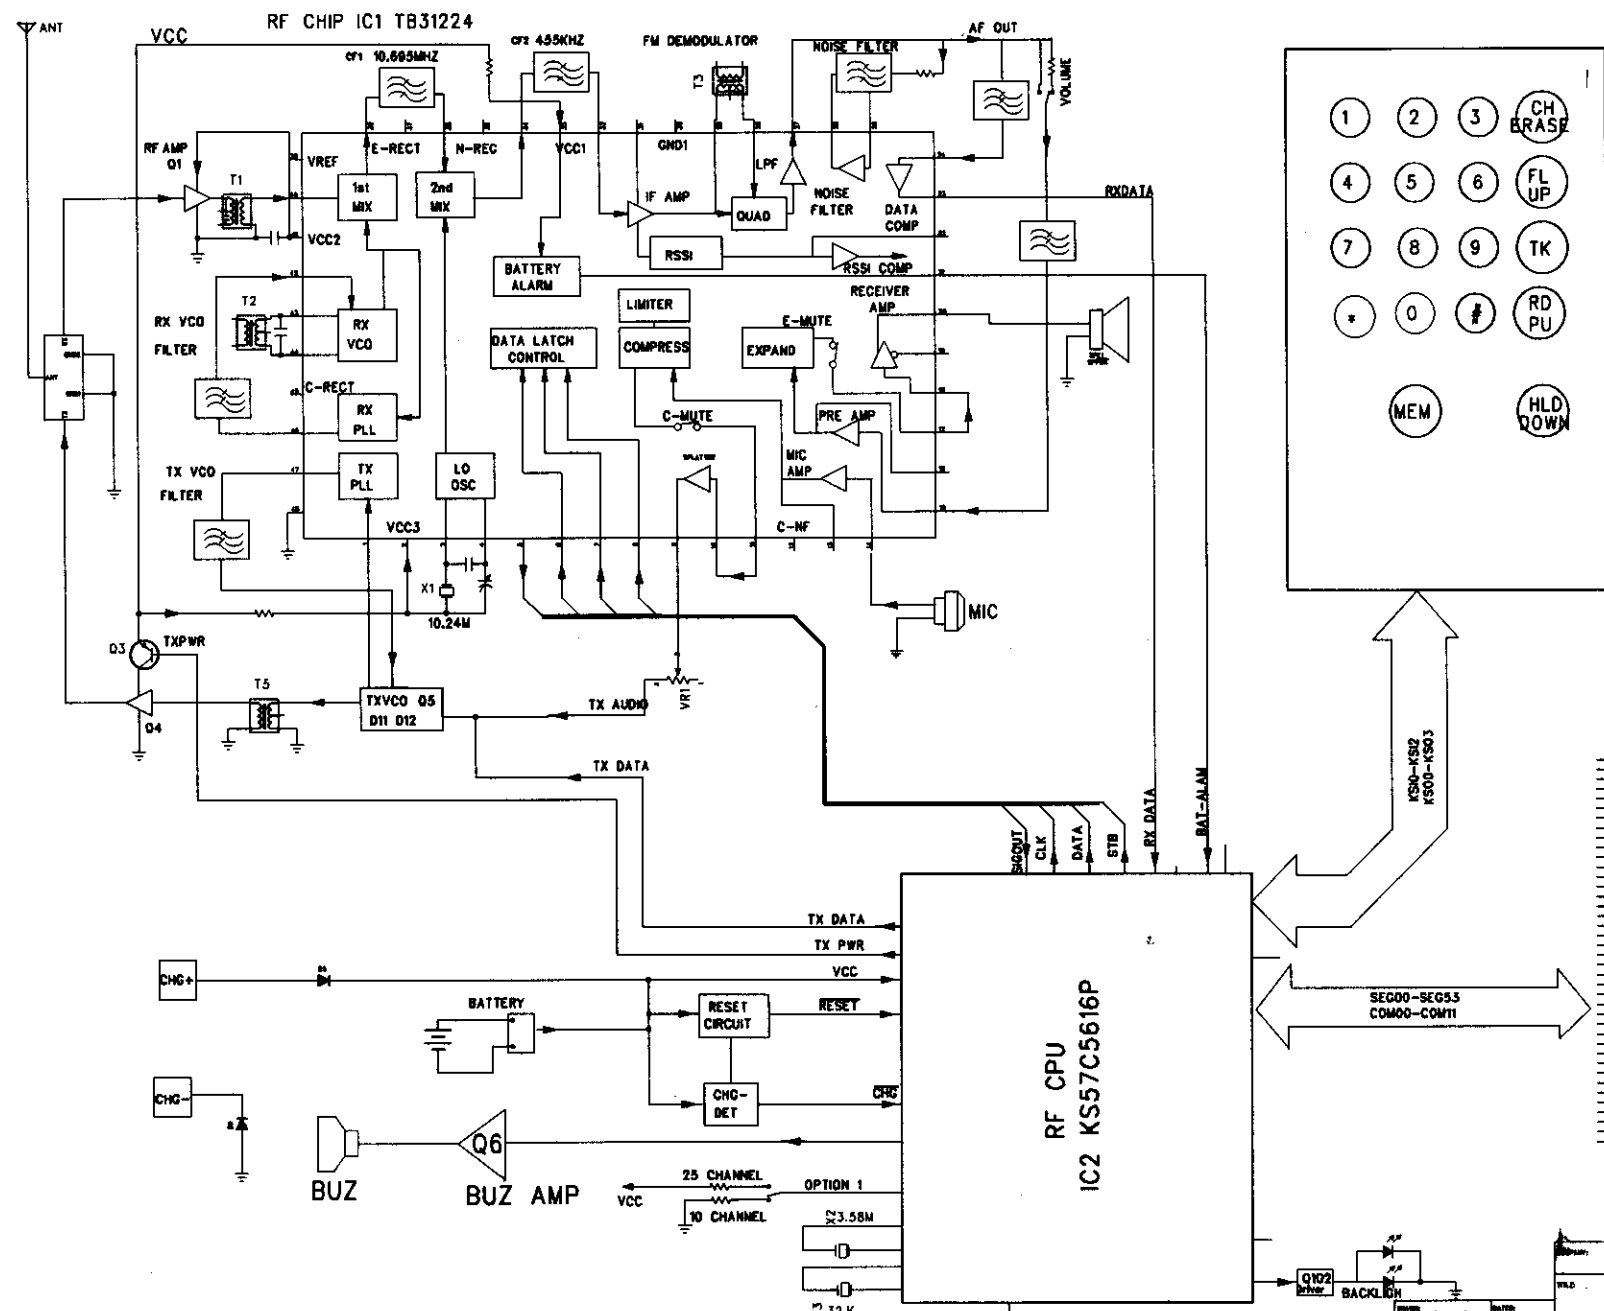 ANT
VCC
RF CHIP IC1 TB31224
CF1 10.695MHZ
CF2 455KHZ
FM DEMODULATOR
T3
NOISE FILTER
AF OUT
VOLUME
RF AMP
Q1
T1
VREF
E-RECT
N-REC
VCC1
GND1
LPF
1st
MIX
2nd
MIX
IF AMP
QUAD
NOISE
FILTER
DATA
COMP
RXDATA
VCC2
RSSI
RSSI COMP
BATTERY
ALARM
RECEIVER
AMP
T2
RX VCO
FILTER
RX
VCO
LIMITER
COMPRESS
DATA LATCH
CONTROL
E-MUTE
EXPAND
ANT
C-RECT
RX
PLL
C-MUTE
PRE AMP
TX VCO
FILTER
TX
PLL
LO
OSC
MIC
AMP
VCC3
C-NF
X1
10.24M
MIC
Q3
TXPWR
T5
TXVCO Q5
D11 D12
TX AUDIO
VR1
Q4
TX DATA
SIGOUT
CLK
DATA
STB
RX DATA
BAT-ALAM
TX DATA
TX PWR
VCC
CHG+
BATTERY
RESET
CIRCUIT
RESET
CHG-
CHG-
DET
CHG
RF CPU
IC2 KS57C5616P
BUZ
Q6
BUZ AMP
25 CHANNEL
VCC
OPTION 1
10 CHANNEL
X2
3.58M
32 K
1
2
3
CH
ERASE
4
5
6
FL
UP
7
8
9
TK
*
0
#
RD
PU
MEM
HLD
DOWN
KSI0-KSI2
KSO0-KSO3
SEG00-SEG53
COM00-COM11
Q102
Driver
BACKLIGH